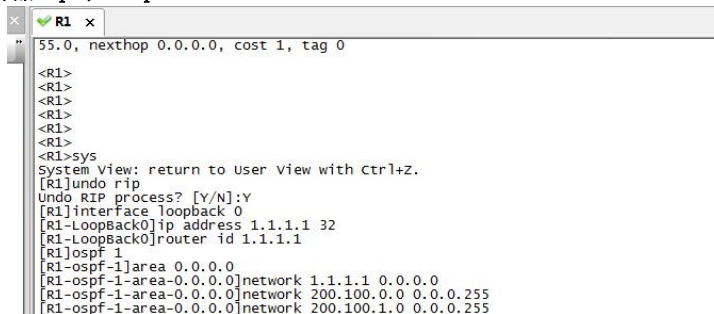 R1
55.0, nexthop 0.0.0.0, cost 1, tag 0
<R1>
<R1>
<R1>
<R1>
<R1>
<R1>
<R1>sys
System View: return to User View with Ctrl+Z.
[R1]undo rip
Undo RIP process? [Y/N]:Y
[R1]interface loopback 0
[R1-LoopBack0]ip address 1.1.1.1 32
[R1-LoopBack0]router id 1.1.1.1
[R1]ospf 1
[R1-ospf-1]area 0.0.0.0
[R1-ospf-1-area-0.0.0.0]network 1.1.1.1 0.0.0.0
[R1-ospf-1-area-0.0.0.0]network 200.100.0.0 0.0.0.255
[R1-ospf-1-area-0.0.0.0]network 200.100.1.0 0.0.0.255